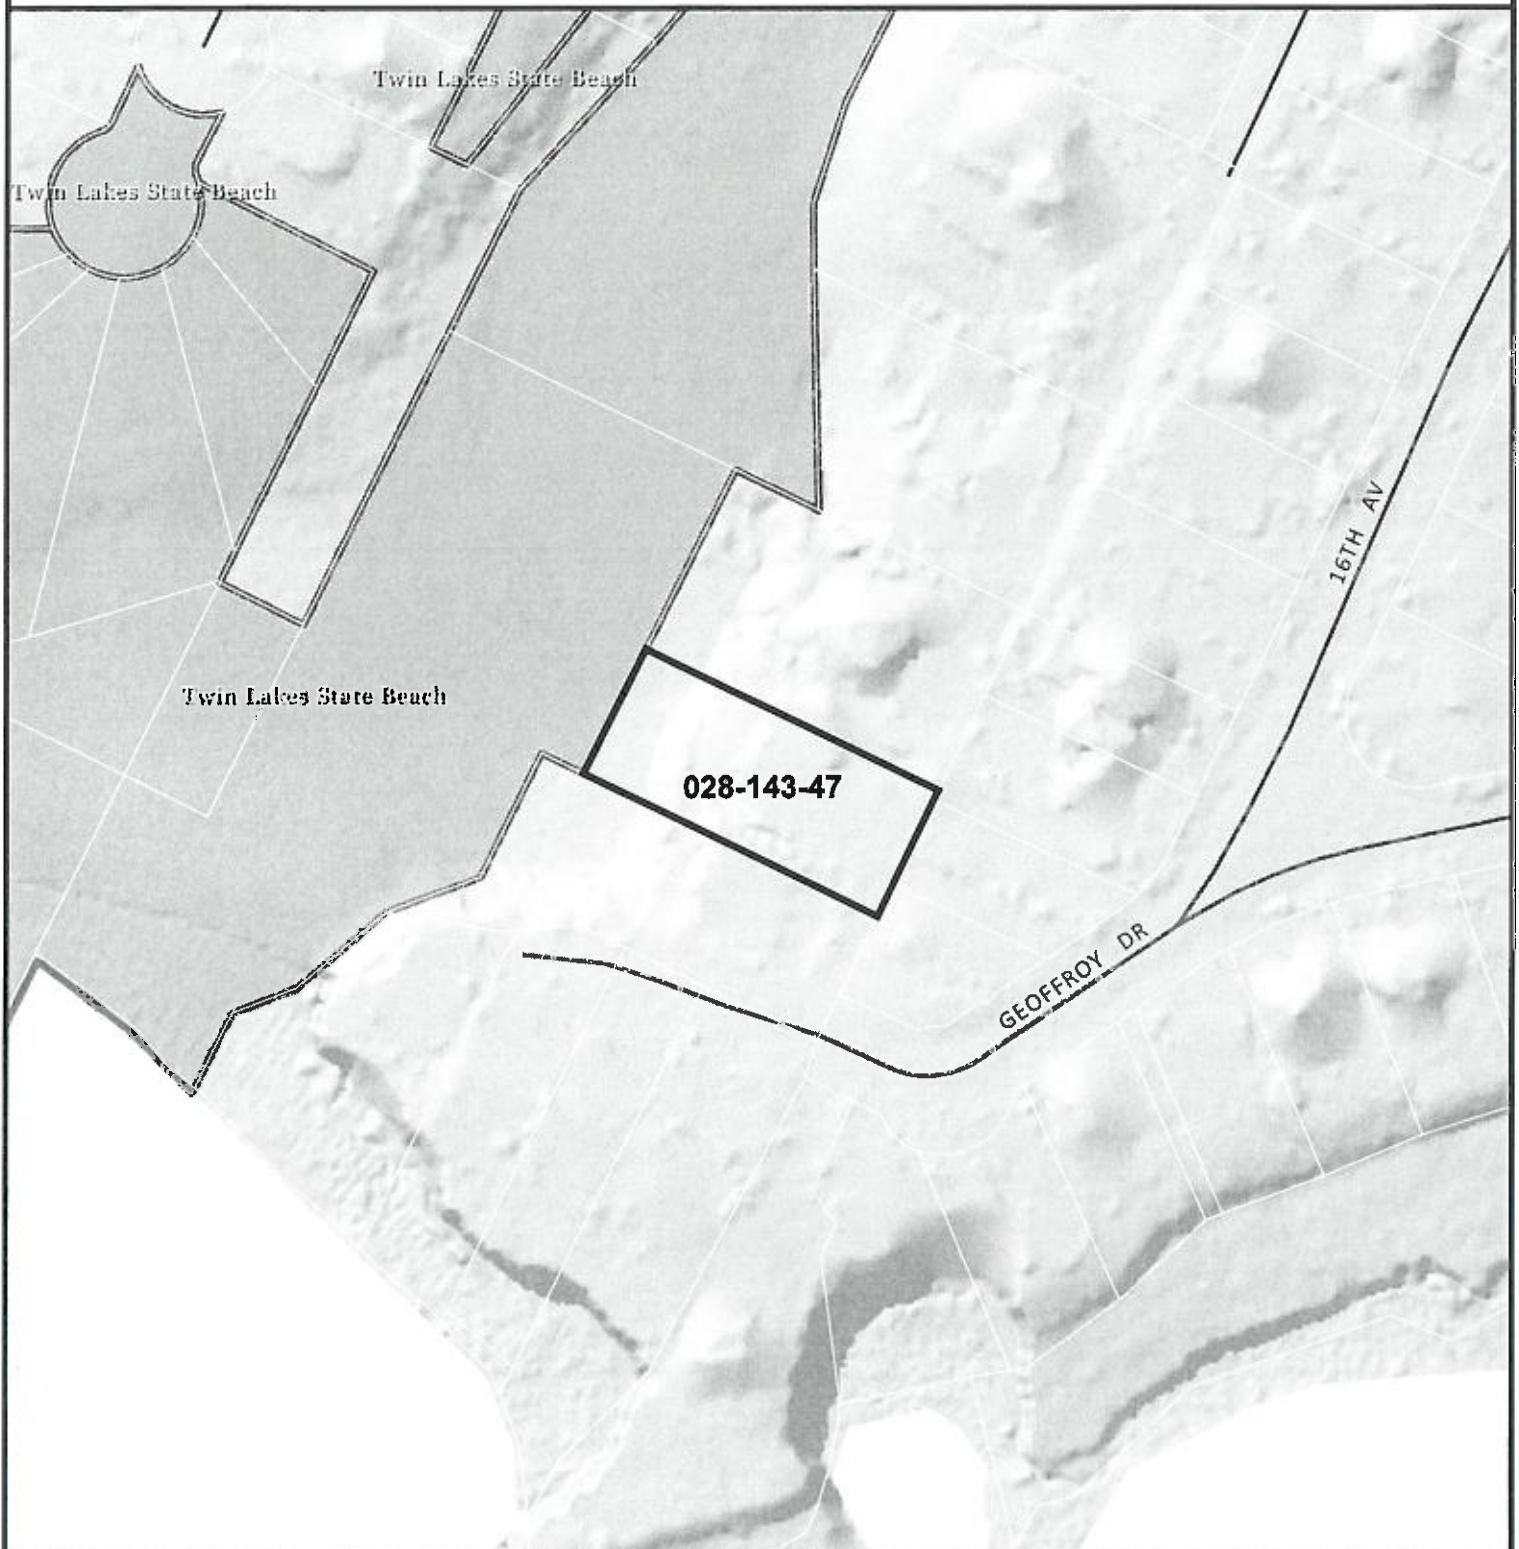 Twin Lakes State Beach
Twin Lakes State Beach
16TH AV
Twin Lakes State Beach
028-143-47
GEOFFROY DR